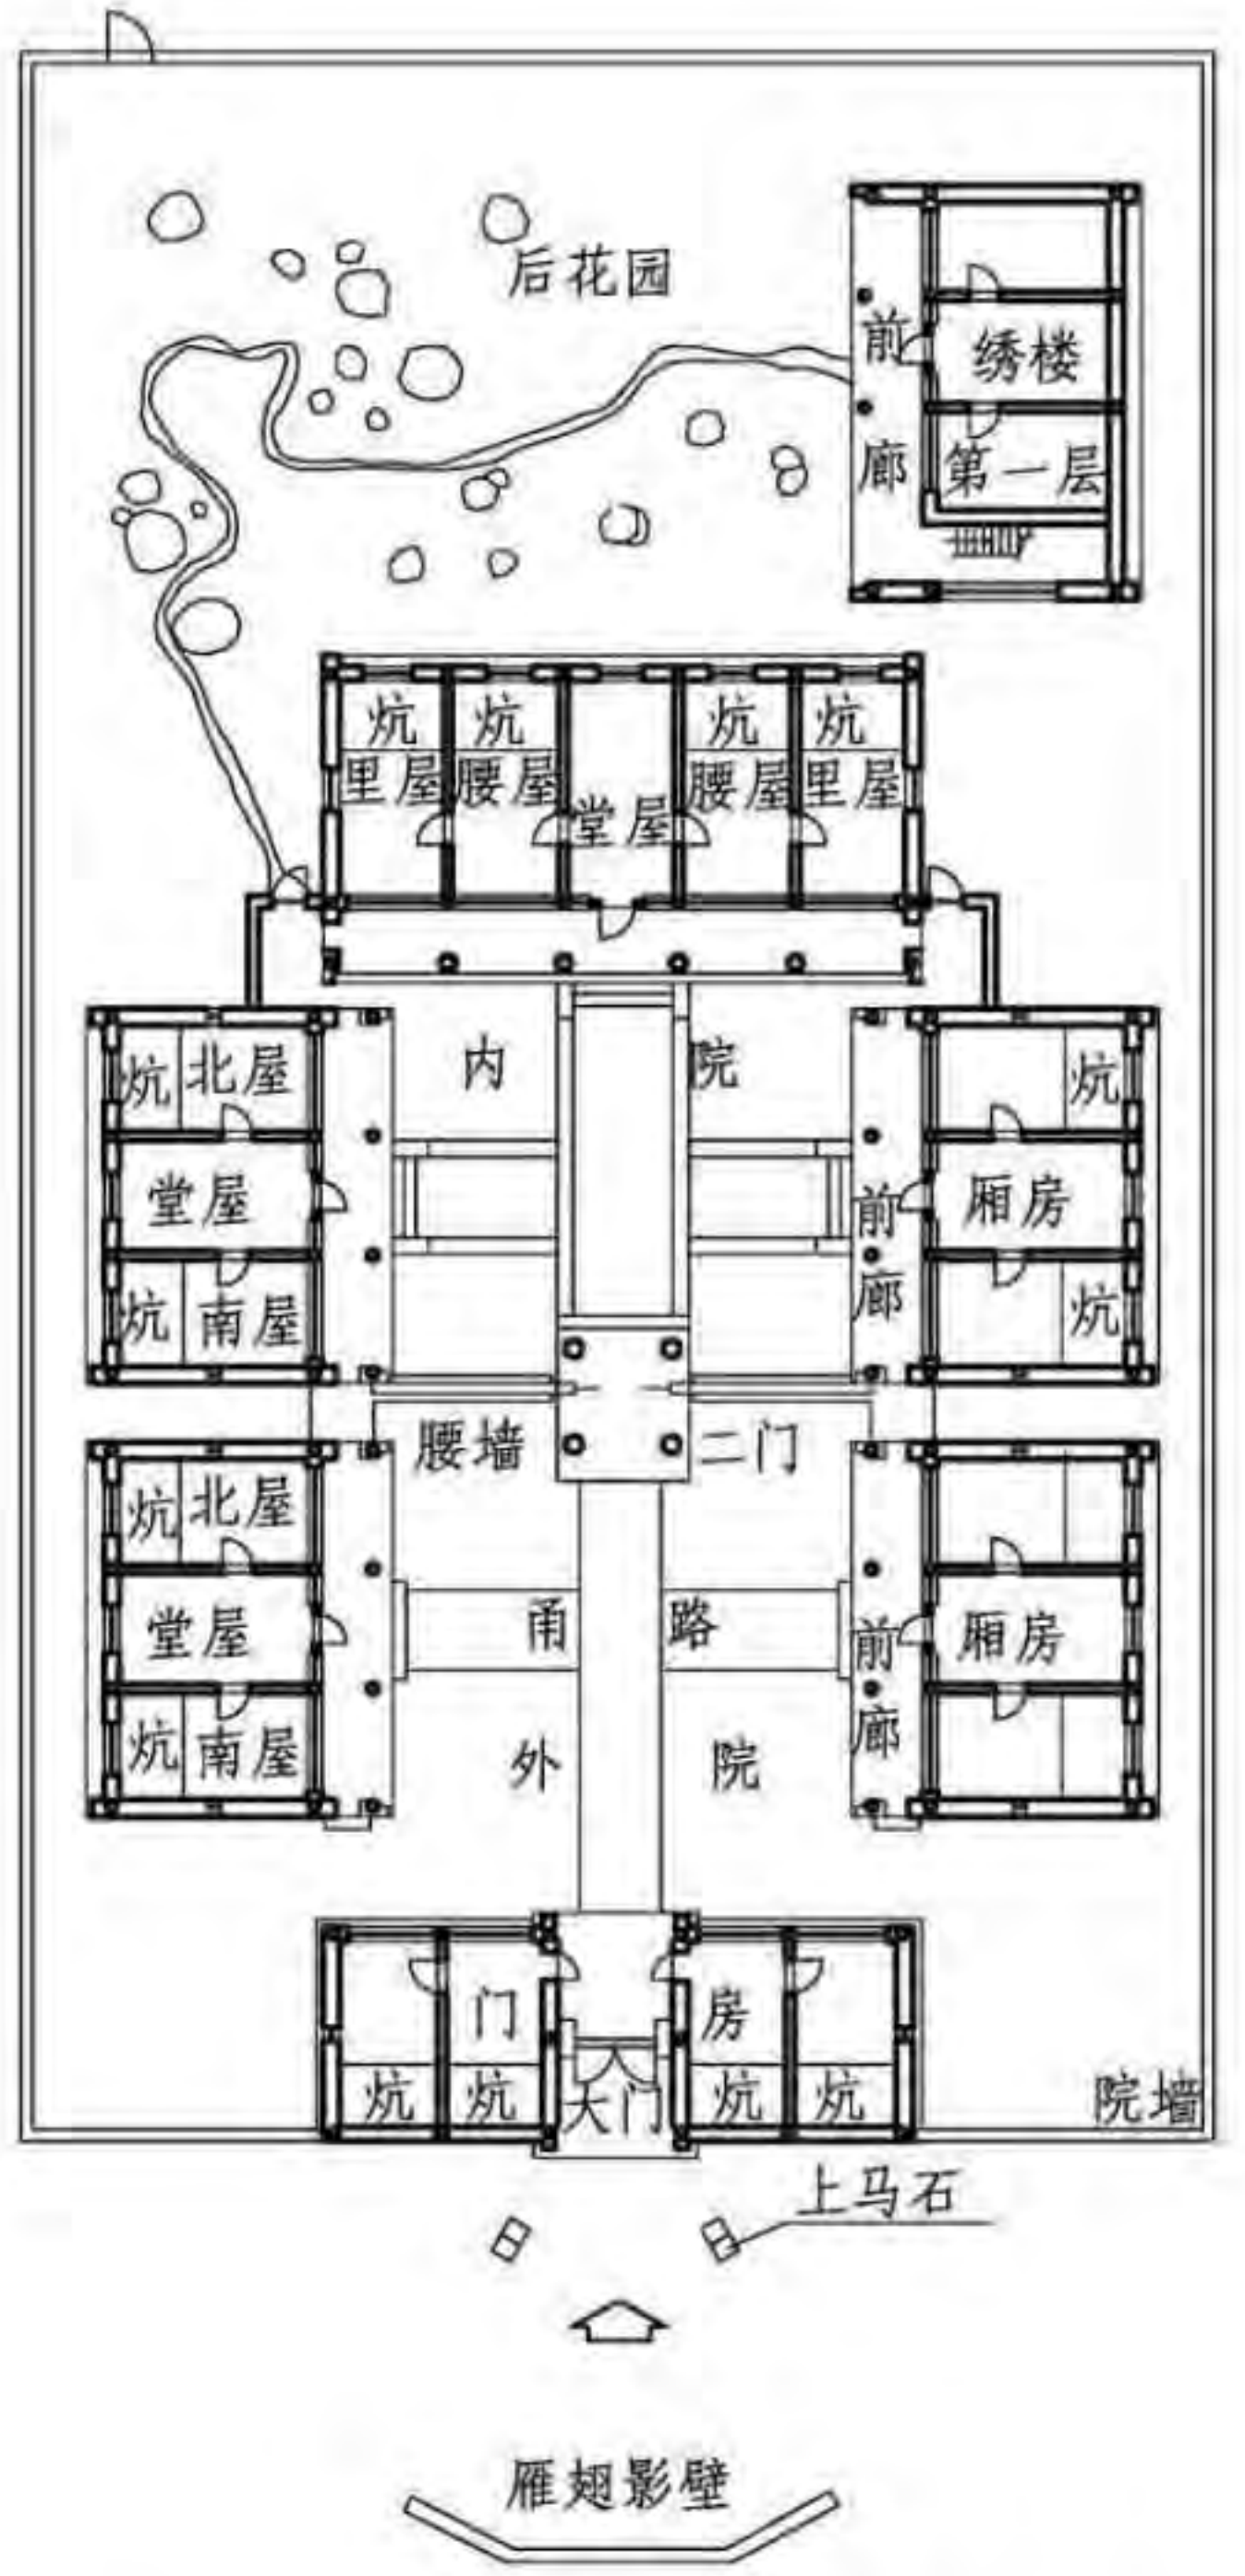 后花园
前廊
绣楼
第一层
炕 炕 炕 炕
里屋 腰屋 堂屋 腰屋 里屋
内院
炕 北屋
炕
堂屋
前廊
厢房
炕 南屋
炕
腰墙 二门
炕 北屋
堂屋
甬路
前廊
厢房
炕 南屋
外院
门房
炕 炕 大门 炕 炕
院墙
上马石
雁翅影壁